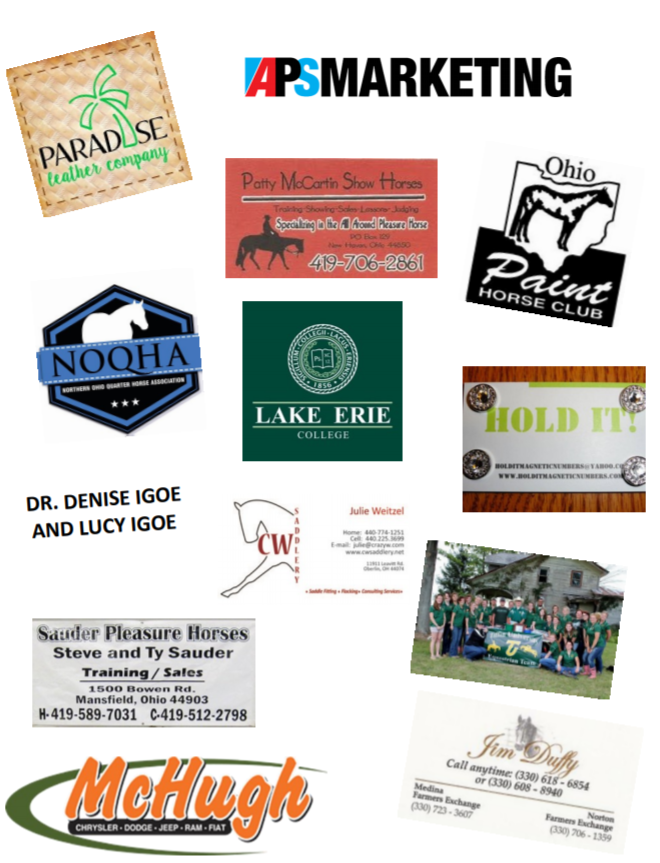 PARADISE
leather company
APSMARKETING
Patty McCartin Show Horses
Training Showing Sales Lessons Judging
Specializing in the All Around Pleasure Horse
PO Box 129
New Haven, Ohio 44850
419-706-2861
Ohio
Paint
HORSE CLUB
NOQHA
NORTHERN OHIO QUARTER HORSE ASSOCIATION
LAKE ERIE
COLLEGE
1856
HOLD IT!
HOLDITMAGNETICNUMBERS@YAHOO.C
WWW.HOLDITMAGNETICNUMBERS.COM
DR. DENISE IGOE
AND LUCY IGOE
CW
SADDLERY
Julie Weitzel
Home: 440-774-1251
Cell: 440.225.3699
E-mail: julie@crazyw.com
www.cwsaddlery.net
Oberlin, OH 44074
• Saddle Fitting • Flocking • Consulting Services •
Sauder Pleasure Horses
Steve and Ty Sauder
Training / Sales
1500 Bowen Rd.
Mansfield, Ohio 44903
H-419-589-7031 C-419-512-2798
Equestrian Team
Jim Duffy
Call anytime: (330) 618 - 6854
or (330) 608 - 8940
Medina
Farmers Exchange
(330) 723 - 3607
Norton
Farmers Exchange
(330) 706 - 1359
McHugh
CHRYSLER • DODGE • JEEP • RAM • FIAT